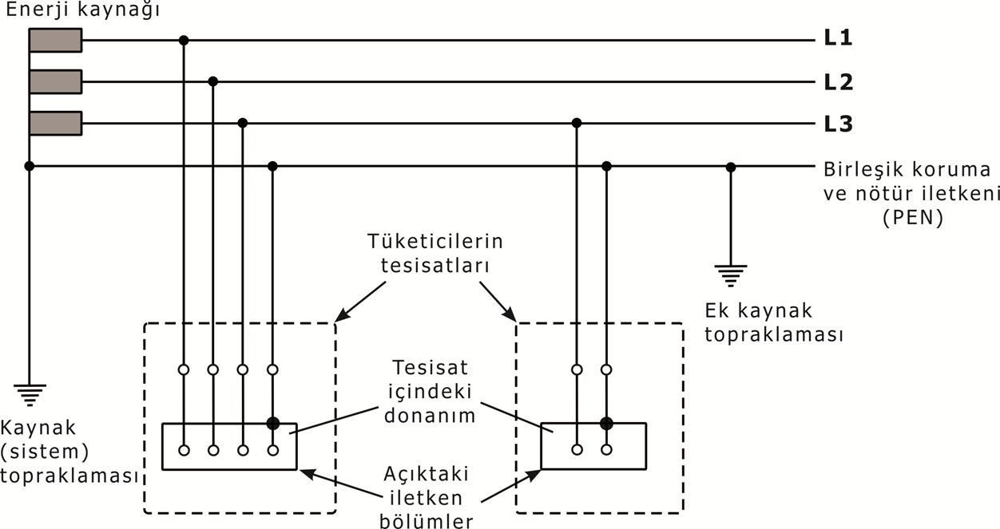 Enerji kaynağı
L1
L2
L3
Birleşik koruma
ve nötür iletkeni
(PEN)
Tüketicilerin
tesisatları
Ek kaynak
topraklaması
Tesisat
içindeki
donanım
Kaynak
(sistem)
topraklaması
Açıktaki
iletken
bölümler